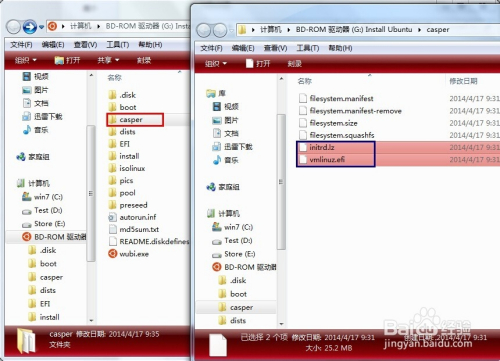 计算机 ▸ BD-ROM 驱动器 (G:) Install Ubuntu
文件(F) 编辑(E) 查看(V) 工具(T) 帮助(H)
组织 打开 共享 刻录
视频
图片
文档
迅雷下载
音乐
家庭组
计算机
win7 (C:)
Test (D:)
Store (E:)
BD-ROM 驱动器
.disk
boot
casper
dists
EFI
install
名称
.disk
boot
casper
dists
EFI
install
isolinux
pics
pool
preseed
autorun.inf
md5sum.txt
README.diskdefines
wubi.exe
casper 修改日期: 2014/4/17 9:35
文件夹
计算机 ▸ BD-ROM 驱动器 (G:) Install Ubuntu ▸ casper
文件(F) 编辑(E) 查看(V) 工具(T) 帮助(H)
组织 打开 刻录
库
视频
图片
文档
迅雷下载
音乐
家庭组
计算机
win7 (C:)
Test (D:)
Store (E:)
BD-ROM 驱动器
.disk
boot
casper
dists
名称 修改日期
filesystem.manifest 2014/4/17 9:31
filesystem.manifest-remove 2014/4/17 9:31
filesystem.size 2014/4/17 9:31
filesystem.squashfs 2014/4/17 9:31
initrd.lz 2014/4/17 9:31
vmlinuz.efi 2014/4/17 9:31
已选择 2 个项 修改日期: 2014/4/17 9:31
大小: 25.2 MB
Baidu 经验
jingyan.baidu.com